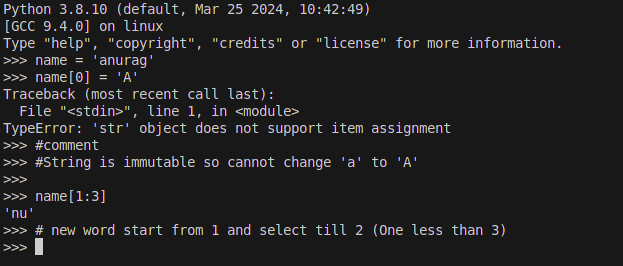 Python 3.8.10 (default, Mar 25 2024, 10:42:49)
[GCC 9.4.0] on linux
Type "help", "copyright", "credits" or "license" for more information.
>>> name = 'anurag'
>>> name[0] = 'A'
Traceback (most recent call last):
  File "<stdin>", line 1, in <module>
TypeError: 'str' object does not support item assignment
>>> #comment
>>> #String is immutable so cannot change 'a' to 'A'
>>>
>>> name[1:3]
'nu'
>>> # new word start from 1 and select till 2 (One less than 3)
>>>